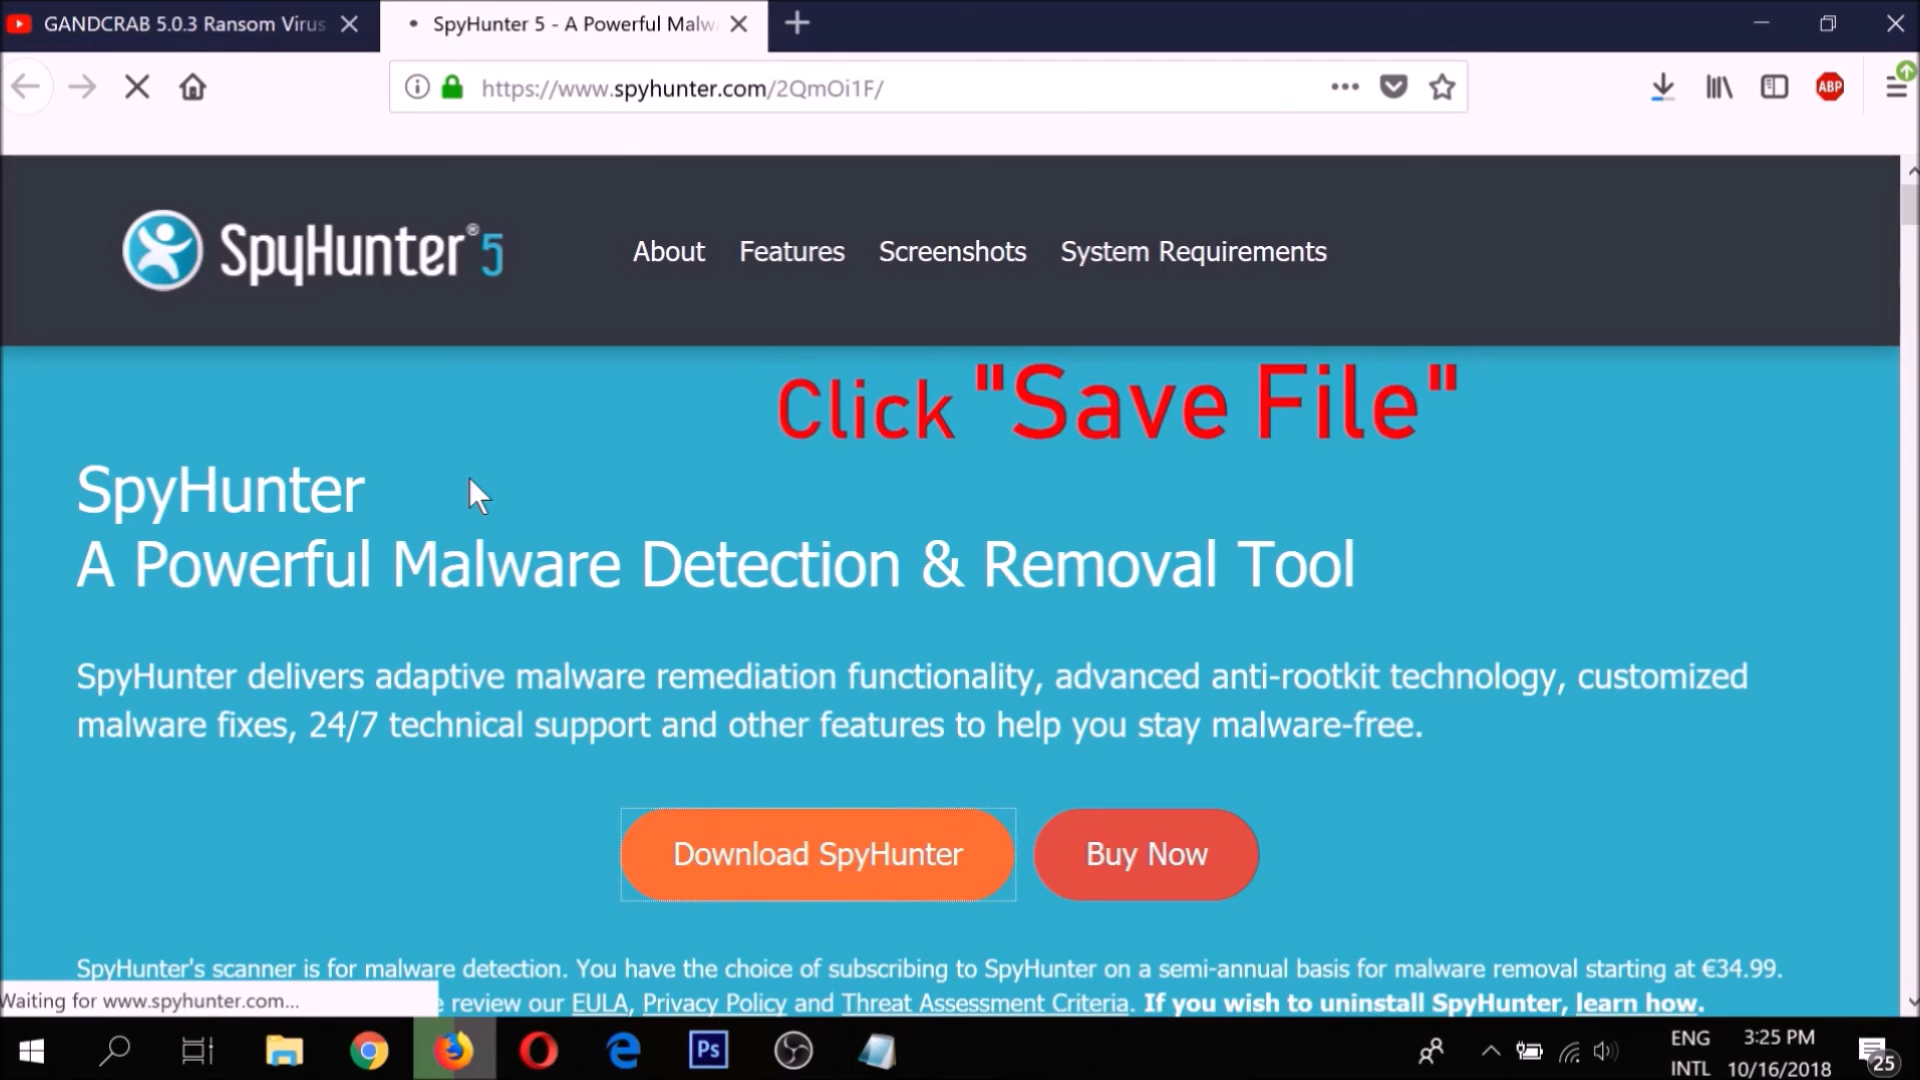 GANDCRAB 5.0.3 Ransom Virus
SpyHunter 5 - A Powerful Malw
https://www.spyhunter.com/2QmOi1F/
ABP
SpyHunter® 5
About Features Screenshots System Requirements
Click "Save File"
SpyHunter
A Powerful Malware Detection & Removal Tool
SpyHunter delivers adaptive malware remediation functionality, advanced anti-rootkit technology, customized
malware fixes, 24/7 technical support and other features to help you stay malware-free.
Download SpyHunter Buy Now
SpyHunter's scanner is for malware detection. You have the choice of subscribing to SpyHunter on a semi-annual basis for malware removal starting at €34.99.
Waiting for www.spyhunter.com...
e review our EULA, Privacy Policy and Threat Assessment Criteria. If you wish to uninstall SpyHunter, learn how.
Ps
ENG 3:25 PM
INTL 10/16/2018 25